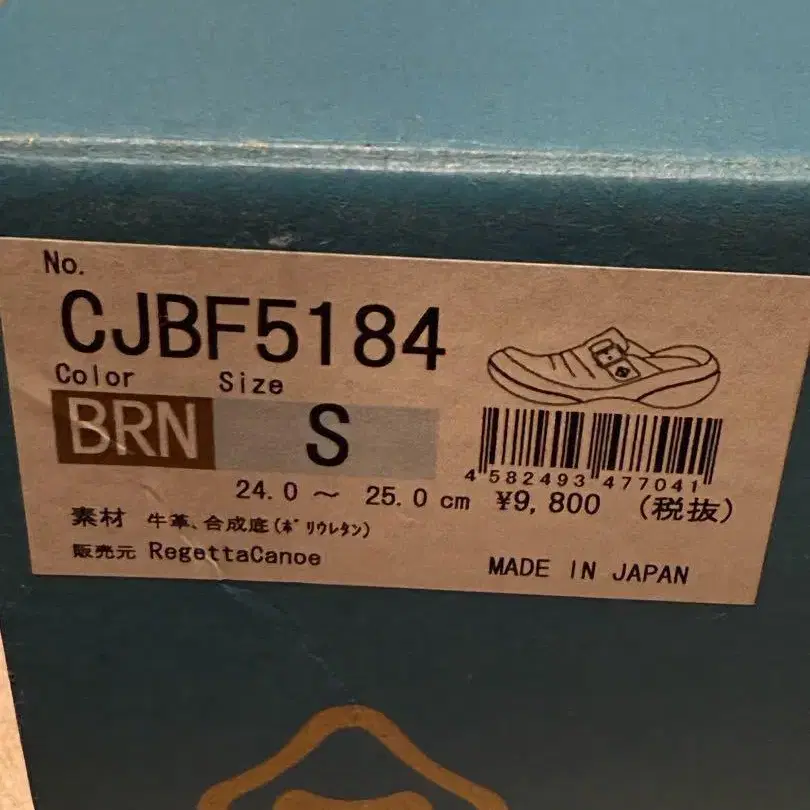 No.
CJBF5184
Color Size
BRN S
4 582493 477041
24.0 ～ 25.0 cm ¥9,800 (税抜)
素材 牛革、合成底(ﾎﾟﾘｳﾚﾀﾝ)
販売元 RegettaCanoe
MADE IN JAPAN